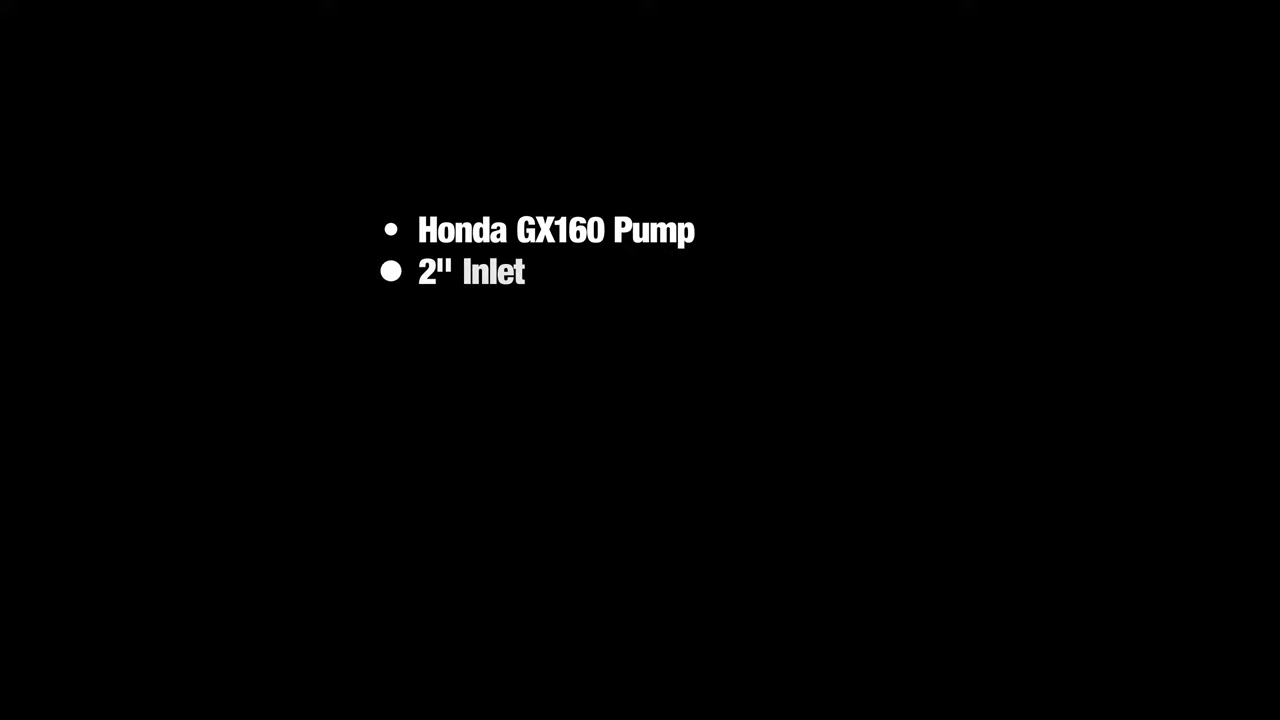 • Honda GX160 Pump
• 2" Inlet